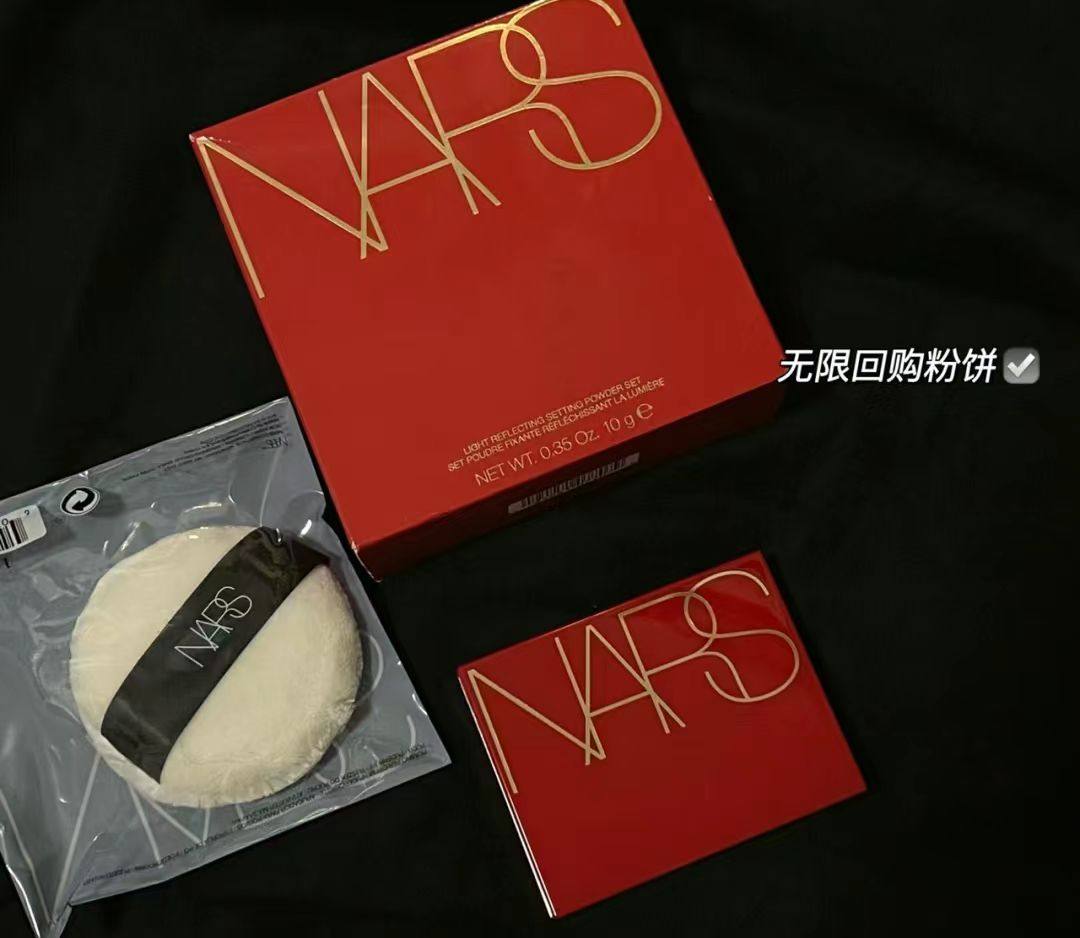 NARS
LIGHT REFLECTING SETTING POWDER SET
SET POUDRE FIXANTE RÉFLÉCHISSANT LA LUMIÈRE
NET WT. 0.35 Oz. 10 g ℮
无限回购粉饼☑
NARS
NARS